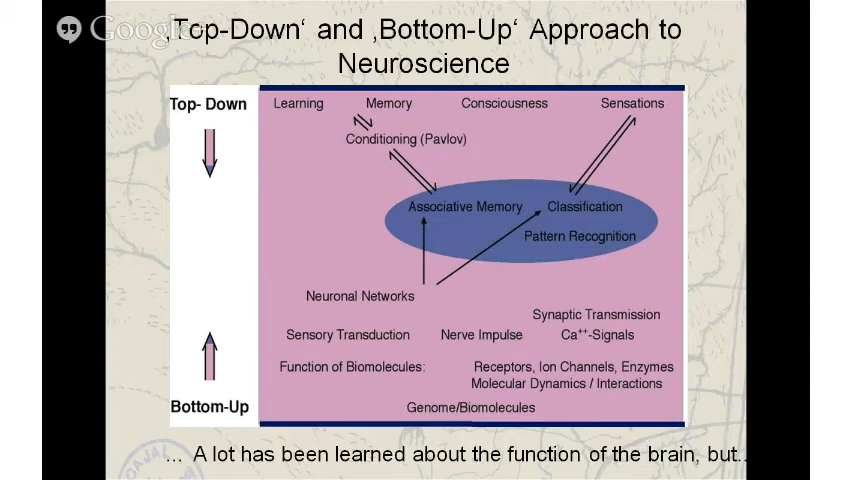 Google
‚Top-Down‘ and ‚Bottom-Up‘ Approach to
Neuroscience
Top- Down
Learning Memory Consciousness Sensations
Conditioning (Pavlov)
Associative Memory Classification
Pattern Recognition
Neuronal Networks
Synaptic Transmission
Sensory Transduction Nerve Impulse Ca++-Signals
Function of Biomolecules: Receptors, Ion Channels, Enzymes
Molecular Dynamics / Interactions
Bottom-Up
Genome/Biomolecules
... A lot has been learned about the function of the brain, but..
CAJAL